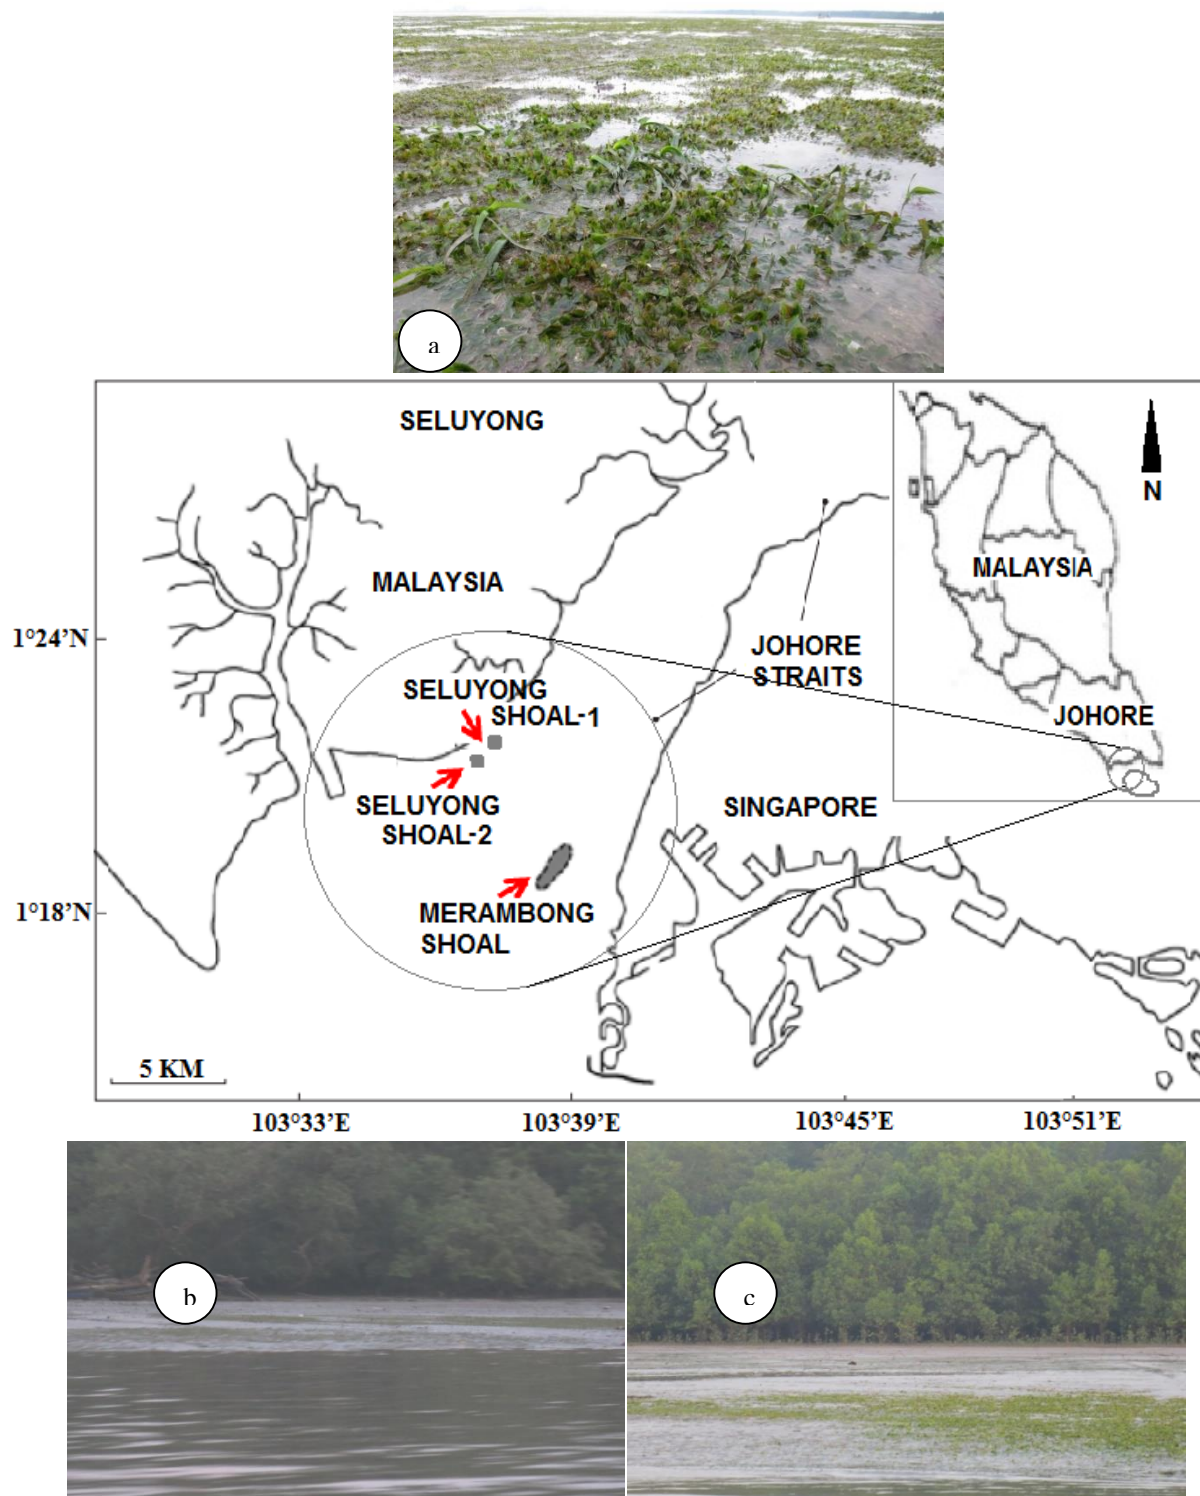 a
SELUYONG
N
MALAYSIA
MALAYSIA
1°24’N
JOHORE
STRAITS
SELUYONG
SHOAL-1
JOHORE
SELUYONG
SHOAL-2
SINGAPORE
MERAMBONG
SHOAL
1°18’N
5 KM
103°33’E
103°39’E
103°45’E
103°51’E
b
c